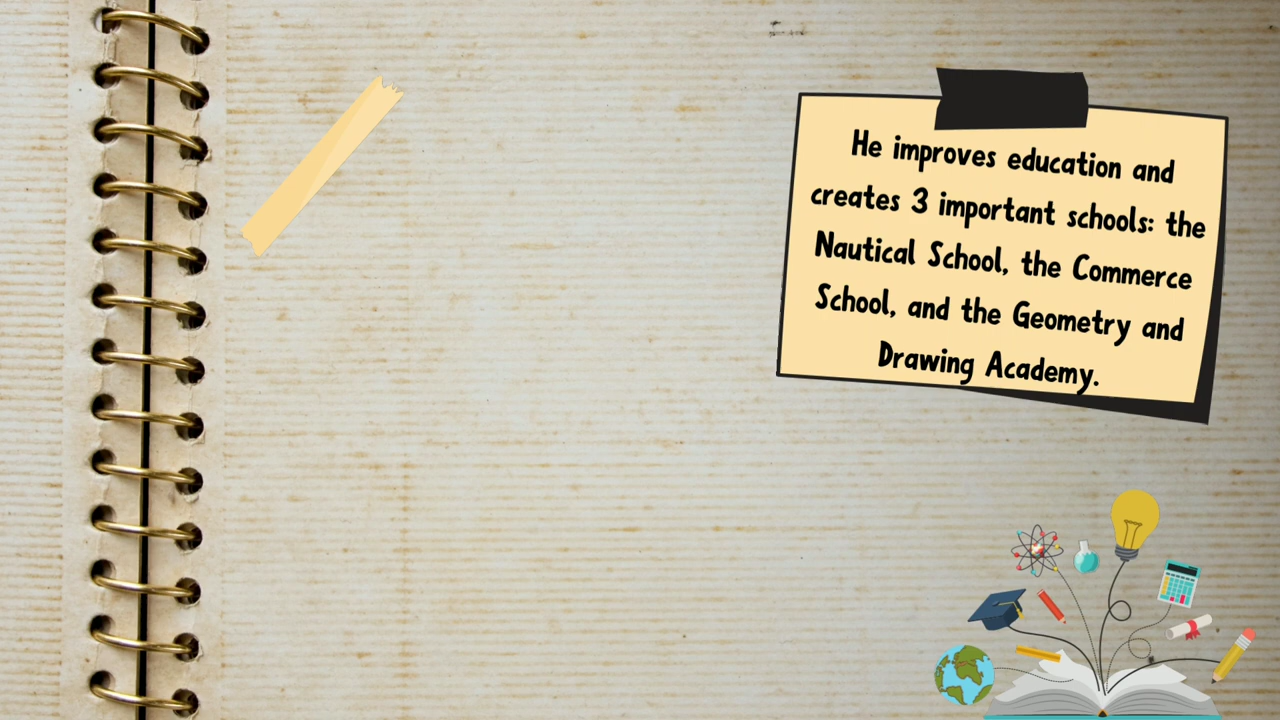 He improves education and
creates 3 important schools: the
Nautical School, the Commerce
School, and the Geometry and
Drawing Academy.